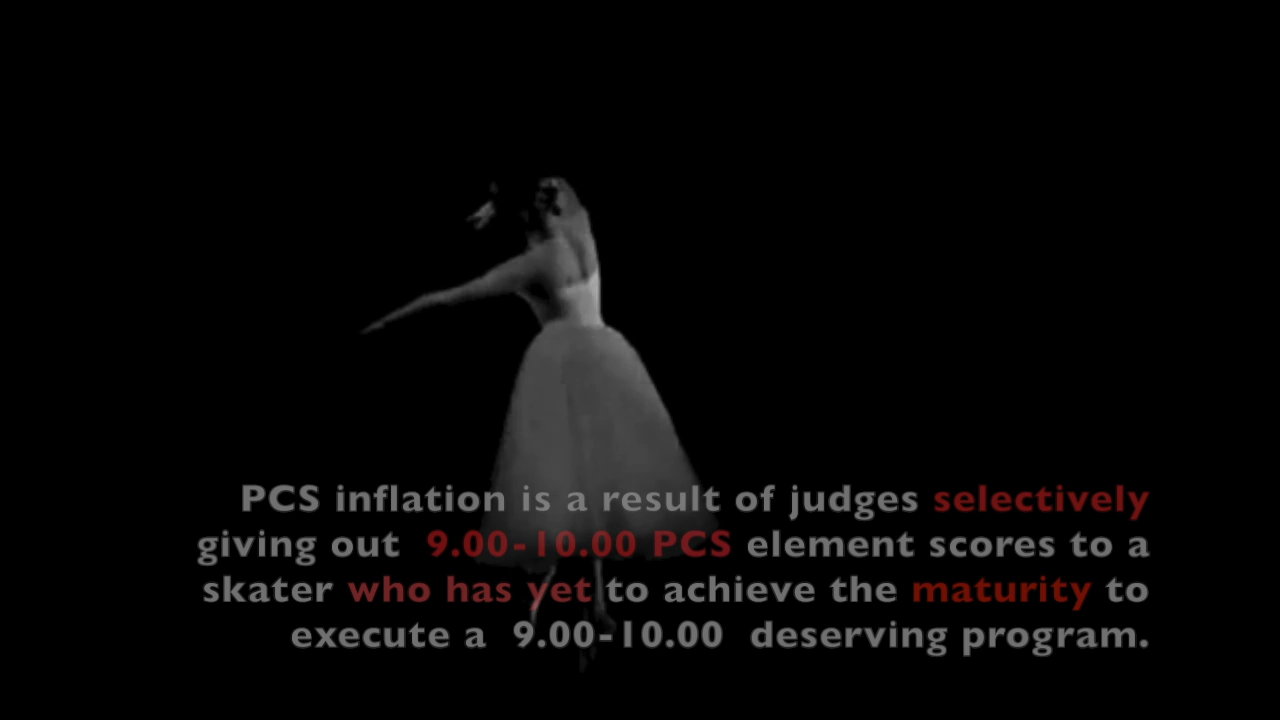 PCS inflation is a result of judges selectively
giving out 9.00-10.00 PCS element scores to a
skater who has yet to achieve the maturity to
execute a 9.00-10.00 deserving program.